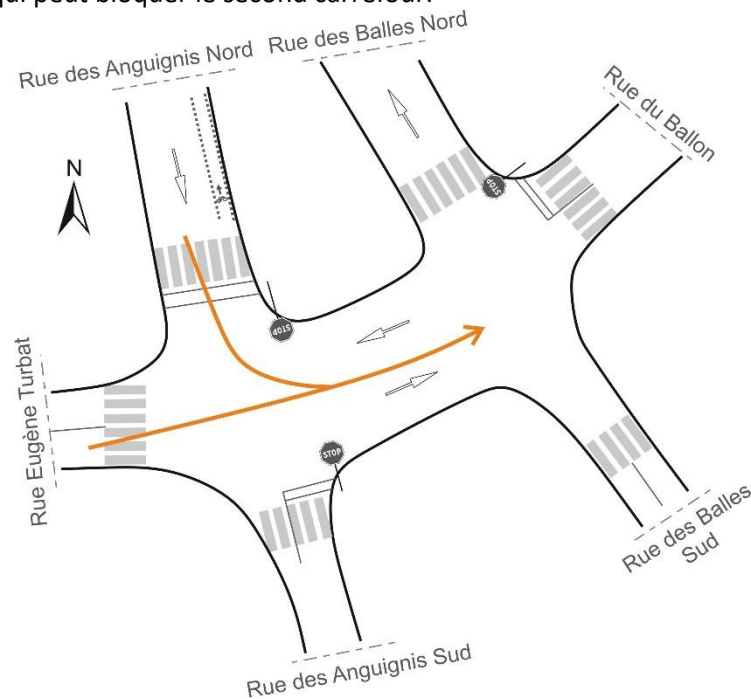 qui peut bloquer le second carrefour.
Rue des Anguignis Nord
Rue des Balles Nord
Rue du Ballon
N
STOP
STOP
Rue Eugène Turbat
STOP
Rue des Balles
Sud
Rue des Anguignis Sud